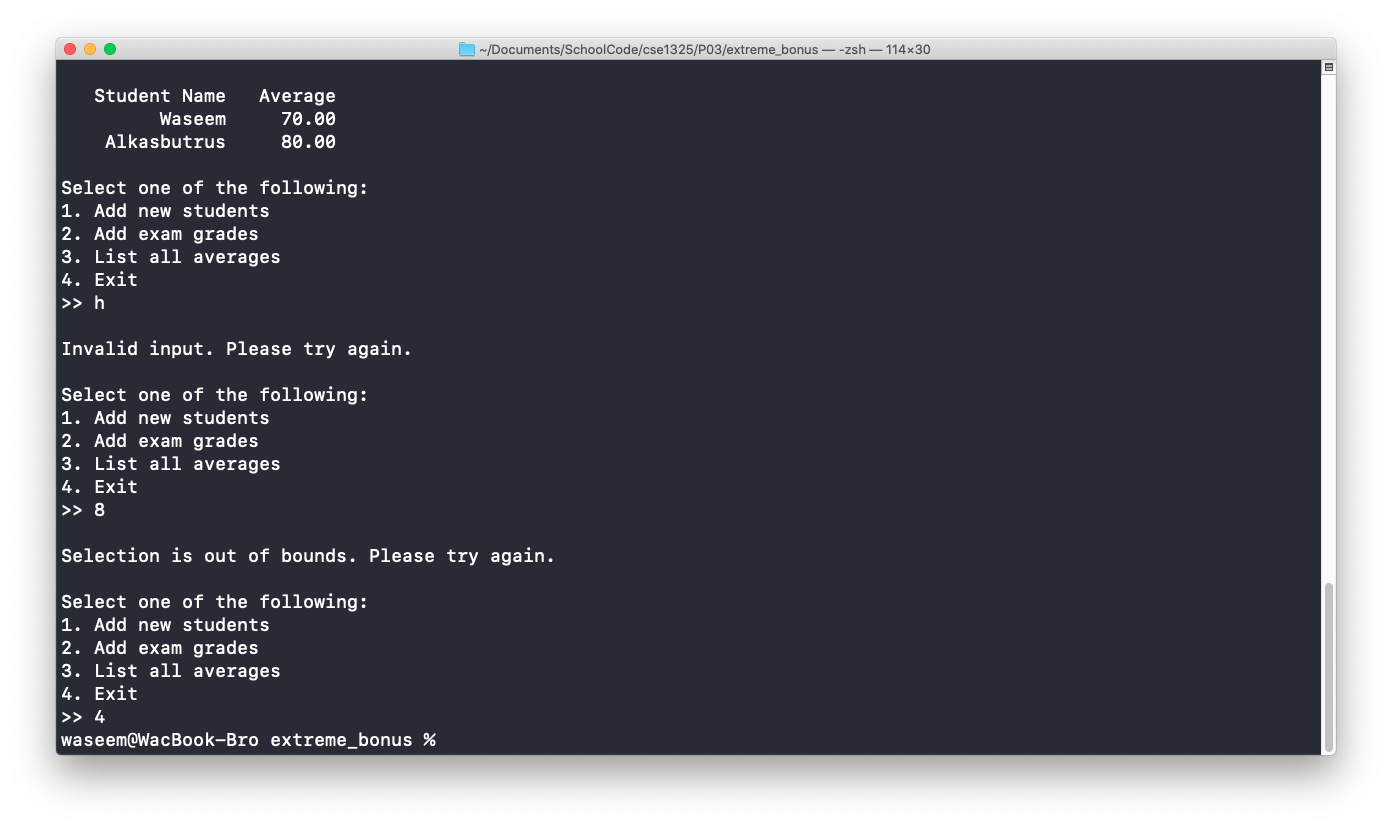 ~/Documents/SchoolCode/cse1325/P03/extreme_bonus — -zsh — 114×30
Student Name   Average
Waseem     70.00
Alkasbutrus     80.00
Select one of the following:
1. Add new students
2. Add exam grades
3. List all averages
4. Exit
>> h
Invalid input. Please try again.
Select one of the following:
1. Add new students
2. Add exam grades
3. List all averages
4. Exit
>> 8
Selection is out of bounds. Please try again.
Select one of the following:
1. Add new students
2. Add exam grades
3. List all averages
4. Exit
>> 4
waseem@WacBook-Bro extreme_bonus %